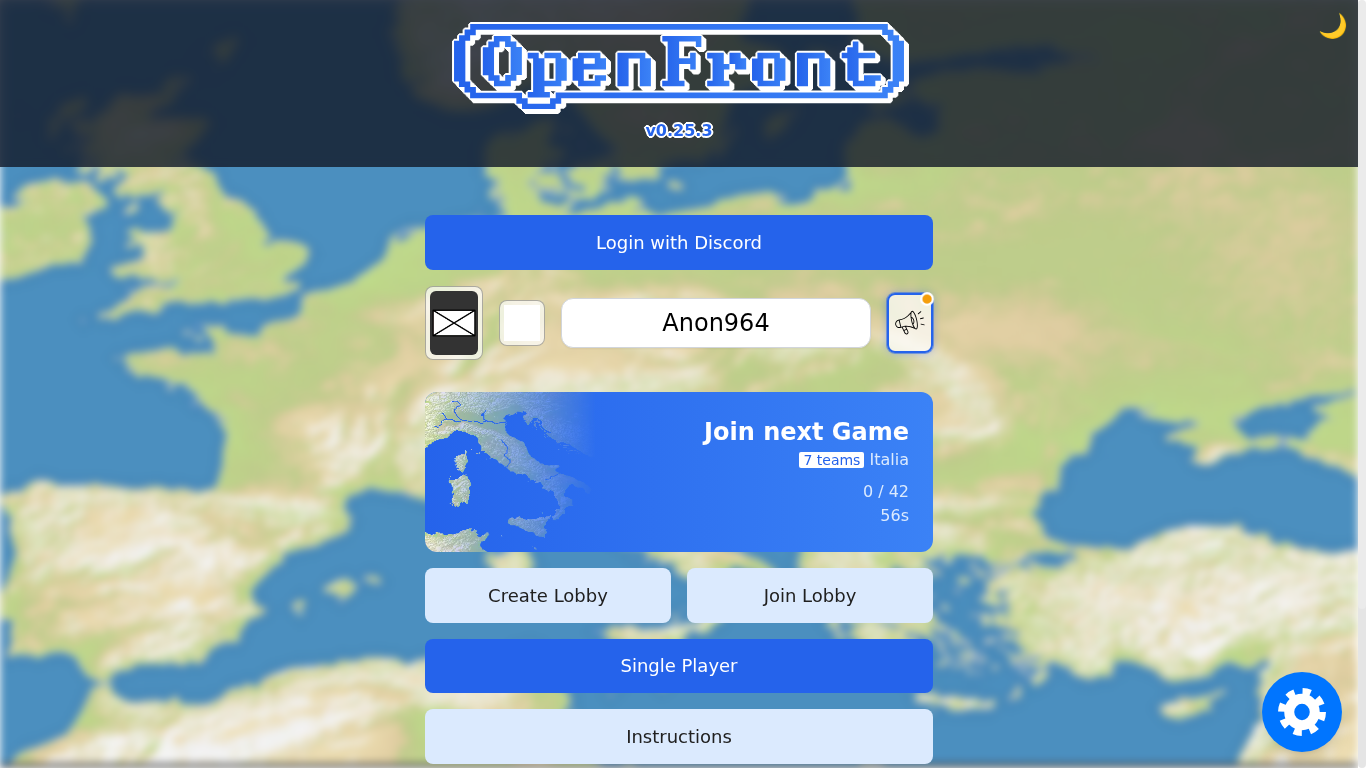 OpenFront
v0.25.3
Login with Discord
Anon964
Join next Game
7 teams Italia
0 / 42
56s
Create Lobby
Join Lobby
Single Player
Instructions